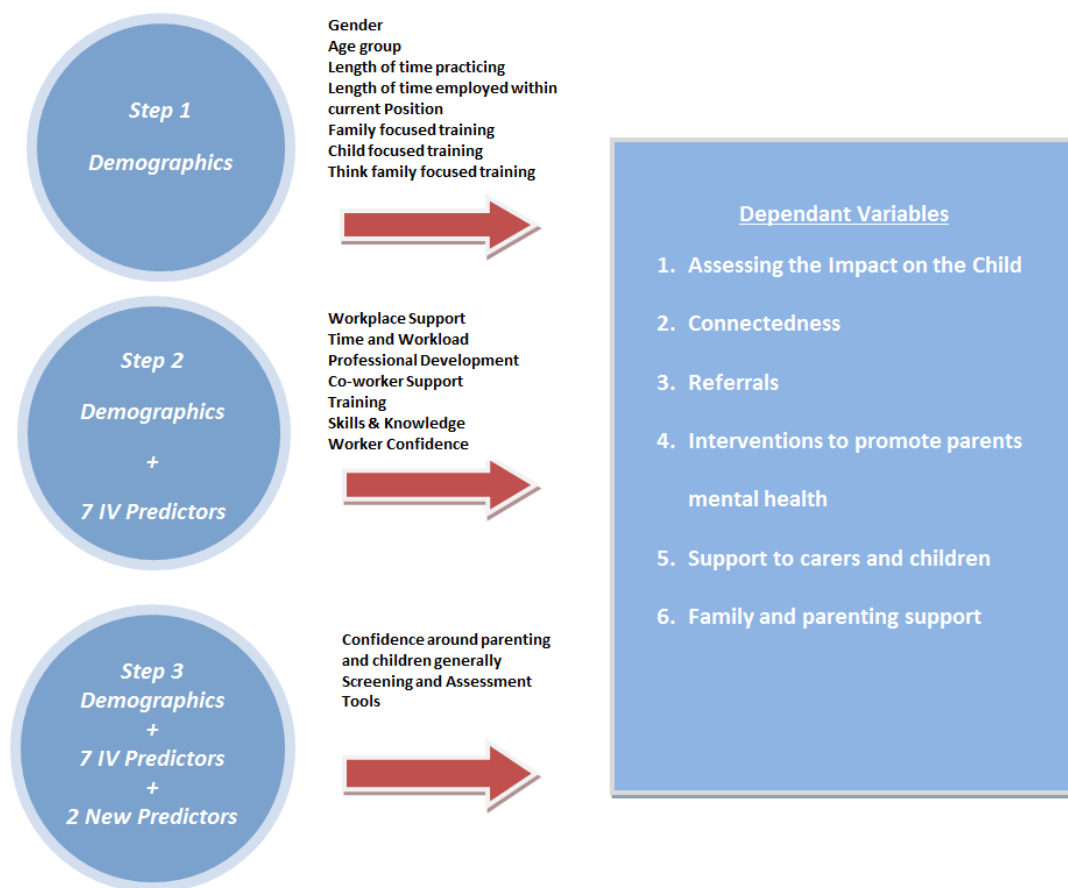 Step 1
Demographics
Gender
Age group
Length of time practicing
Length of time employed within
current Position
Family focused training
Child focused training
Think family focused training
Step 2
Demographics
+
7 IV Predictors
Workplace Support
Time and Workload
Professional Development
Co-worker Support
Training
Skills & Knowledge
Worker Confidence
Step 3
Demographics
+
7 IV Predictors
+
2 New Predictors
Confidence around parenting
and children generally
Screening and Assessment
Tools
Dependant Variables
1. Assessing the Impact on the Child
2. Connectedness
3. Referrals
4. Interventions to promote parents
mental health
5. Support to carers and children
6. Family and parenting support